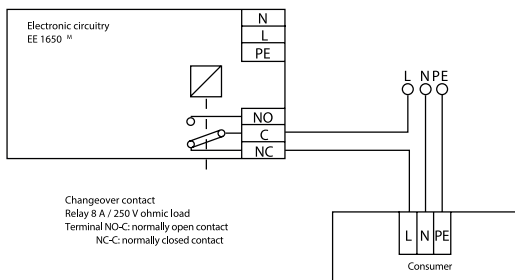 Electronic circuitry
EE 1650 M
N
L
PE
NO
C
NC
L N PE
Changeover contact
Relay 8 A / 250 V ohmic load
Terminal NO-C: normally open contact
NC-C: normally closed contact
L N PE
Consumer